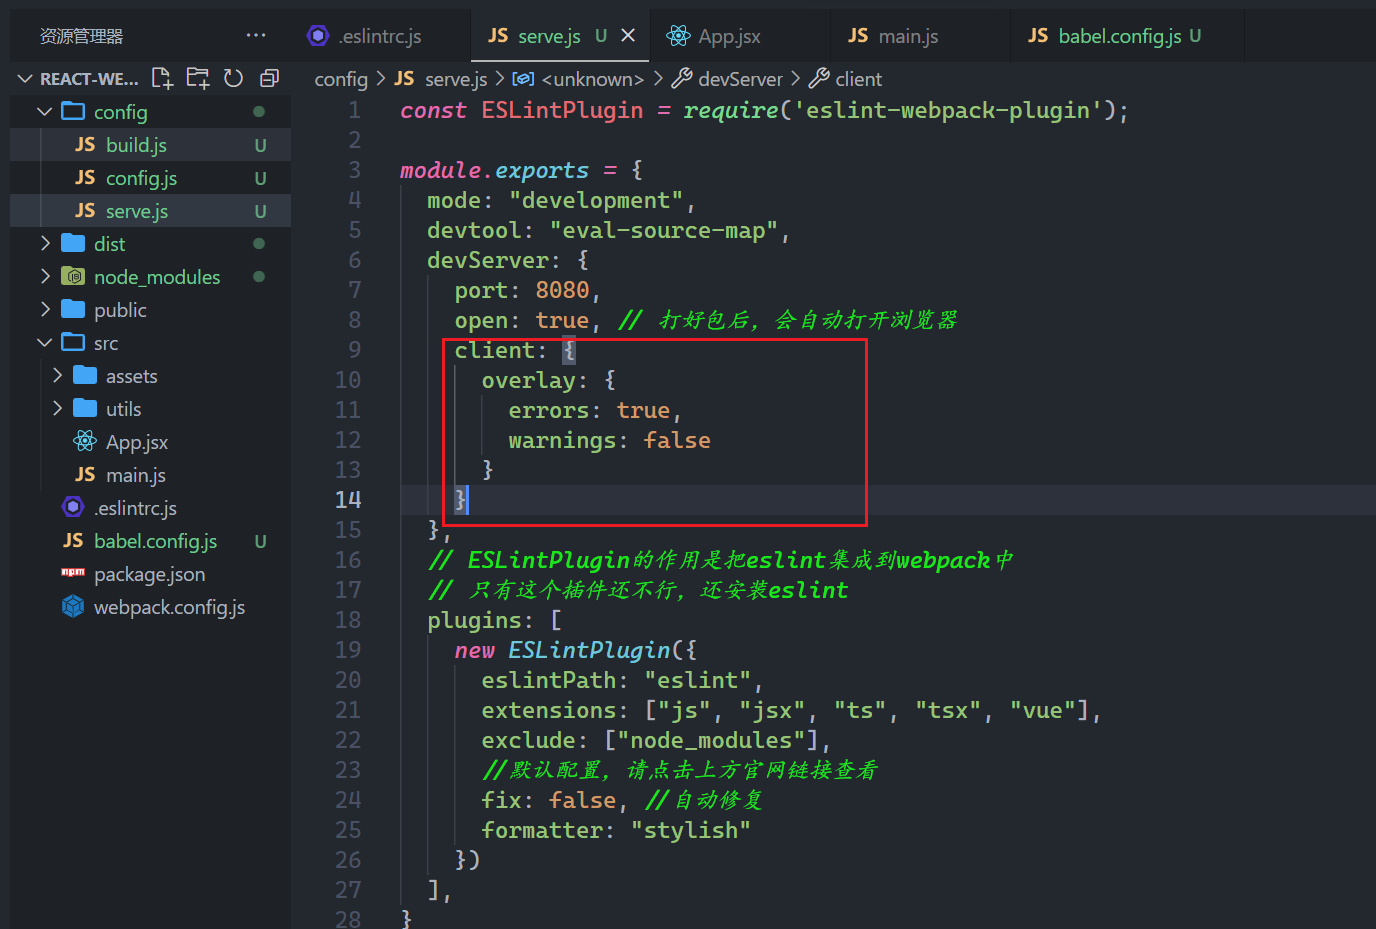 资源管理器 ···
.eslintrc.js
JS serve.js U ×
App.jsx
JS main.js
JS babel.config.js U
REACT-WE...
config > JS serve.js > <unknown> > devServer > client
config
JS build.js U
JS config.js U
JS serve.js U
dist
node_modules
public
src
assets
utils
App.jsx
JS main.js
.eslintrc.js
JS babel.config.js U
npm package.json
webpack.config.js
1 const ESLintPlugin = require('eslint-webpack-plugin');
2
3 module.exports = {
4 mode: "development",
5 devtool: "eval-source-map",
6 devServer: {
7 port: 8080,
8 open: true, // 打好包后，会自动打开浏览器
9 client: {
10 overlay: {
11 errors: true,
12 warnings: false
13 }
14 }
15 },
16 // ESLintPlugin的作用是把eslint集成到webpack中
17 // 只有这个插件还不行，还安装eslint
18 plugins: [
19 new ESLintPlugin({
20 eslintPath: "eslint",
21 extensions: ["js", "jsx", "ts", "tsx", "vue"],
22 exclude: ["node_modules"],
23 //默认配置，请点击上方官网链接查看
24 fix: false, //自动修复
25 formatter: "stylish"
26 })
27 ],
28 }